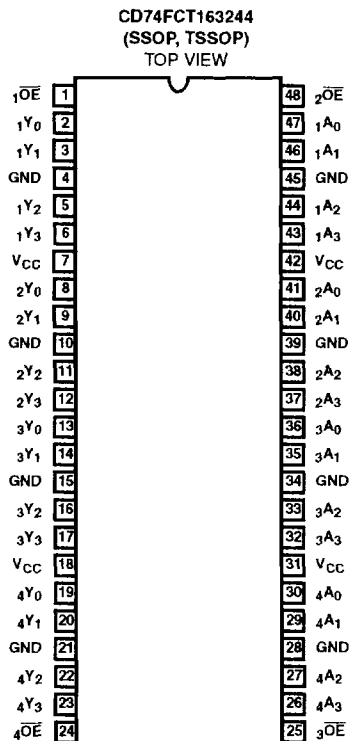 CD74FCT163244
(SSOP, TSSOP)
TOP VIEW
1OE 1 48 2OE
1Y0 2 47 1A0
1Y1 3 46 1A1
GND 4 45 GND
1Y2 5 44 1A2
1Y3 6 43 1A3
VCC 7 42 VCC
2Y0 8 41 2A0
2Y1 9 40 2A1
GND 10 39 GND
2Y2 11 38 2A2
2Y3 12 37 2A3
3Y0 13 36 3A0
3Y1 14 35 3A1
GND 15 34 GND
3Y2 16 33 3A2
3Y3 17 32 3A3
VCC 18 31 VCC
4Y0 19 30 4A0
4Y1 20 29 4A1
GND 21 28 GND
4Y2 22 27 4A2
4Y3 23 26 4A3
4OE 24 25 3OE